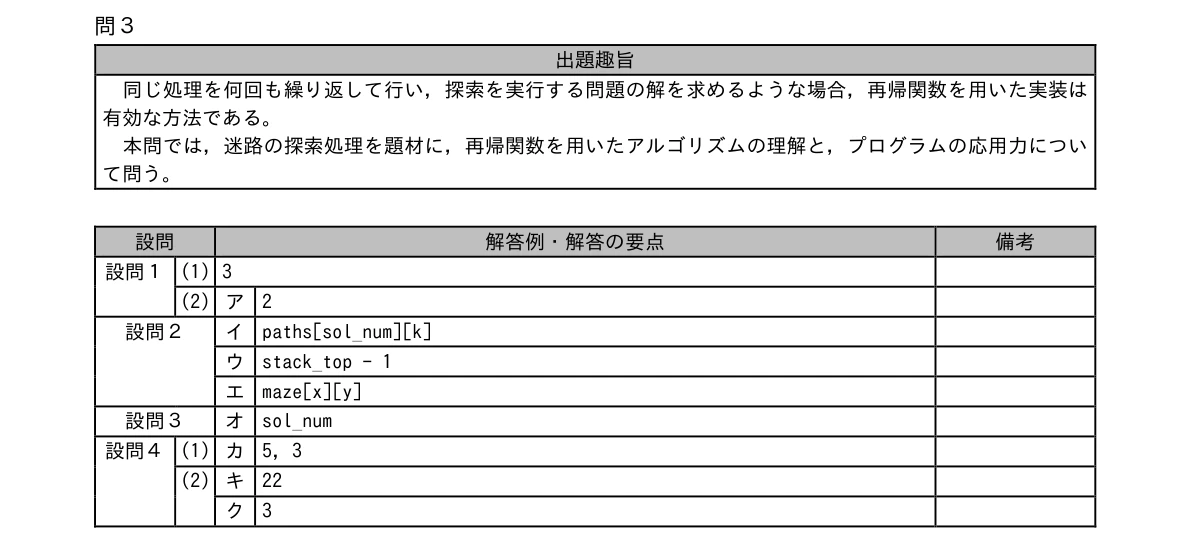 問３
出題趣旨
同じ処理を何回も繰り返して行い，探索を実行する問題の解を求めるような場合，再帰関数を用いた実装は
有効な方法である。
本問では，迷路の探索処理を題材に，再帰関数を用いたアルゴリズムの理解と，プログラムの応用力につい
て問う。
設問 解答例・解答の要点 備考
設問１ (1) 3
(2) ア 2
設問２ イ paths[sol_num][k]
ウ stack_top − 1
エ maze[x][y]
設問３ オ sol_num
設問４ (1) カ 5, 3
(2) キ 22
ク 3